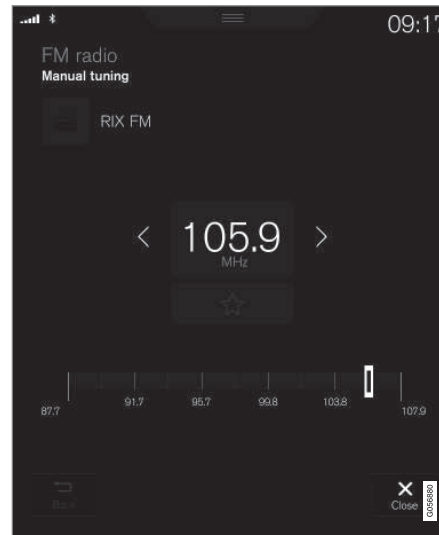 09:17
FM radio
Manual tuning
RIX FM
105.9
MHz
87.7 91.7 95.7 99.8 103.8 107.9
Back
Close
G056880